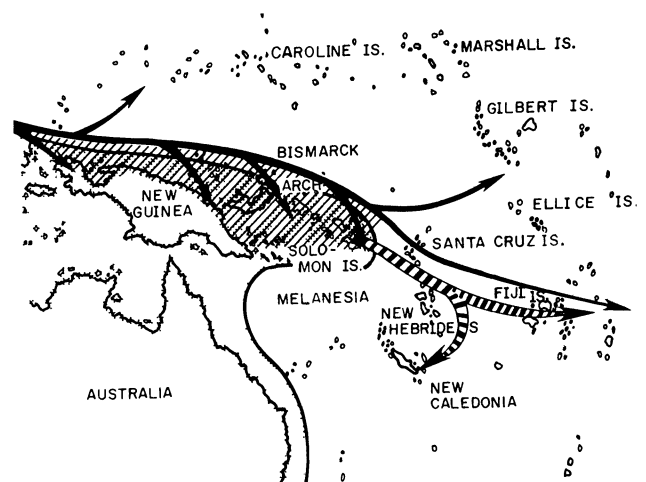 CAROLINE IS.
MARSHALL IS.
GILBERT IS.
BISMARCK
ARCH
NEW
GUINEA
ELLICE IS.
SANTA CRUZ IS.
SOLO-
MON IS.
MELANESIA
FIJI IS.
NEW
HEBRIDES
AUSTRALIA
NEW
CALEDONIA